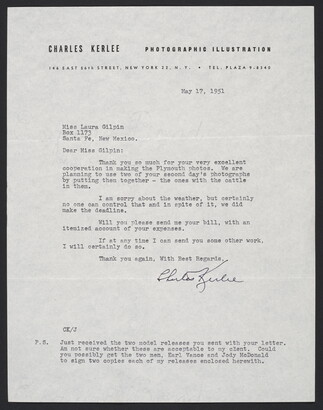 CHARLES KERLEE PHOTOGRAPHIC ILLUSTRATION
EAST STREET, NEW YORK 22, N. Y. • TEL. PLAZA 9-8345
May 17, 1951
Miss Laura Gilpin
Box 1173
Santa Fe, New Mexico.
Dear Miss Gilpin:
Thank you so much for your very excellent
cooperation in making the Plymouth photos. We are
planning to use two of your second day's photographs
by putting them together - the ones with the cattle
in them.
I am sorry about the weather, but certainly
no one can control that and in spite of it, we did
make the deadline.
Will you please send me your bill, with an
itemized account of your expenses.
If at any time I can send you some other work,
I will certainly do so.
Thank you again. With Best Regards,
Charles Kerlee
CK/J
P.S. Just received the two model releases you sent with your letter.
Am not sure whether these are acceptable to my client. Could
you possibly get the two men, Karl Vanne and Jody McDonald
to sign two copies each of my releases enclosed herewith.